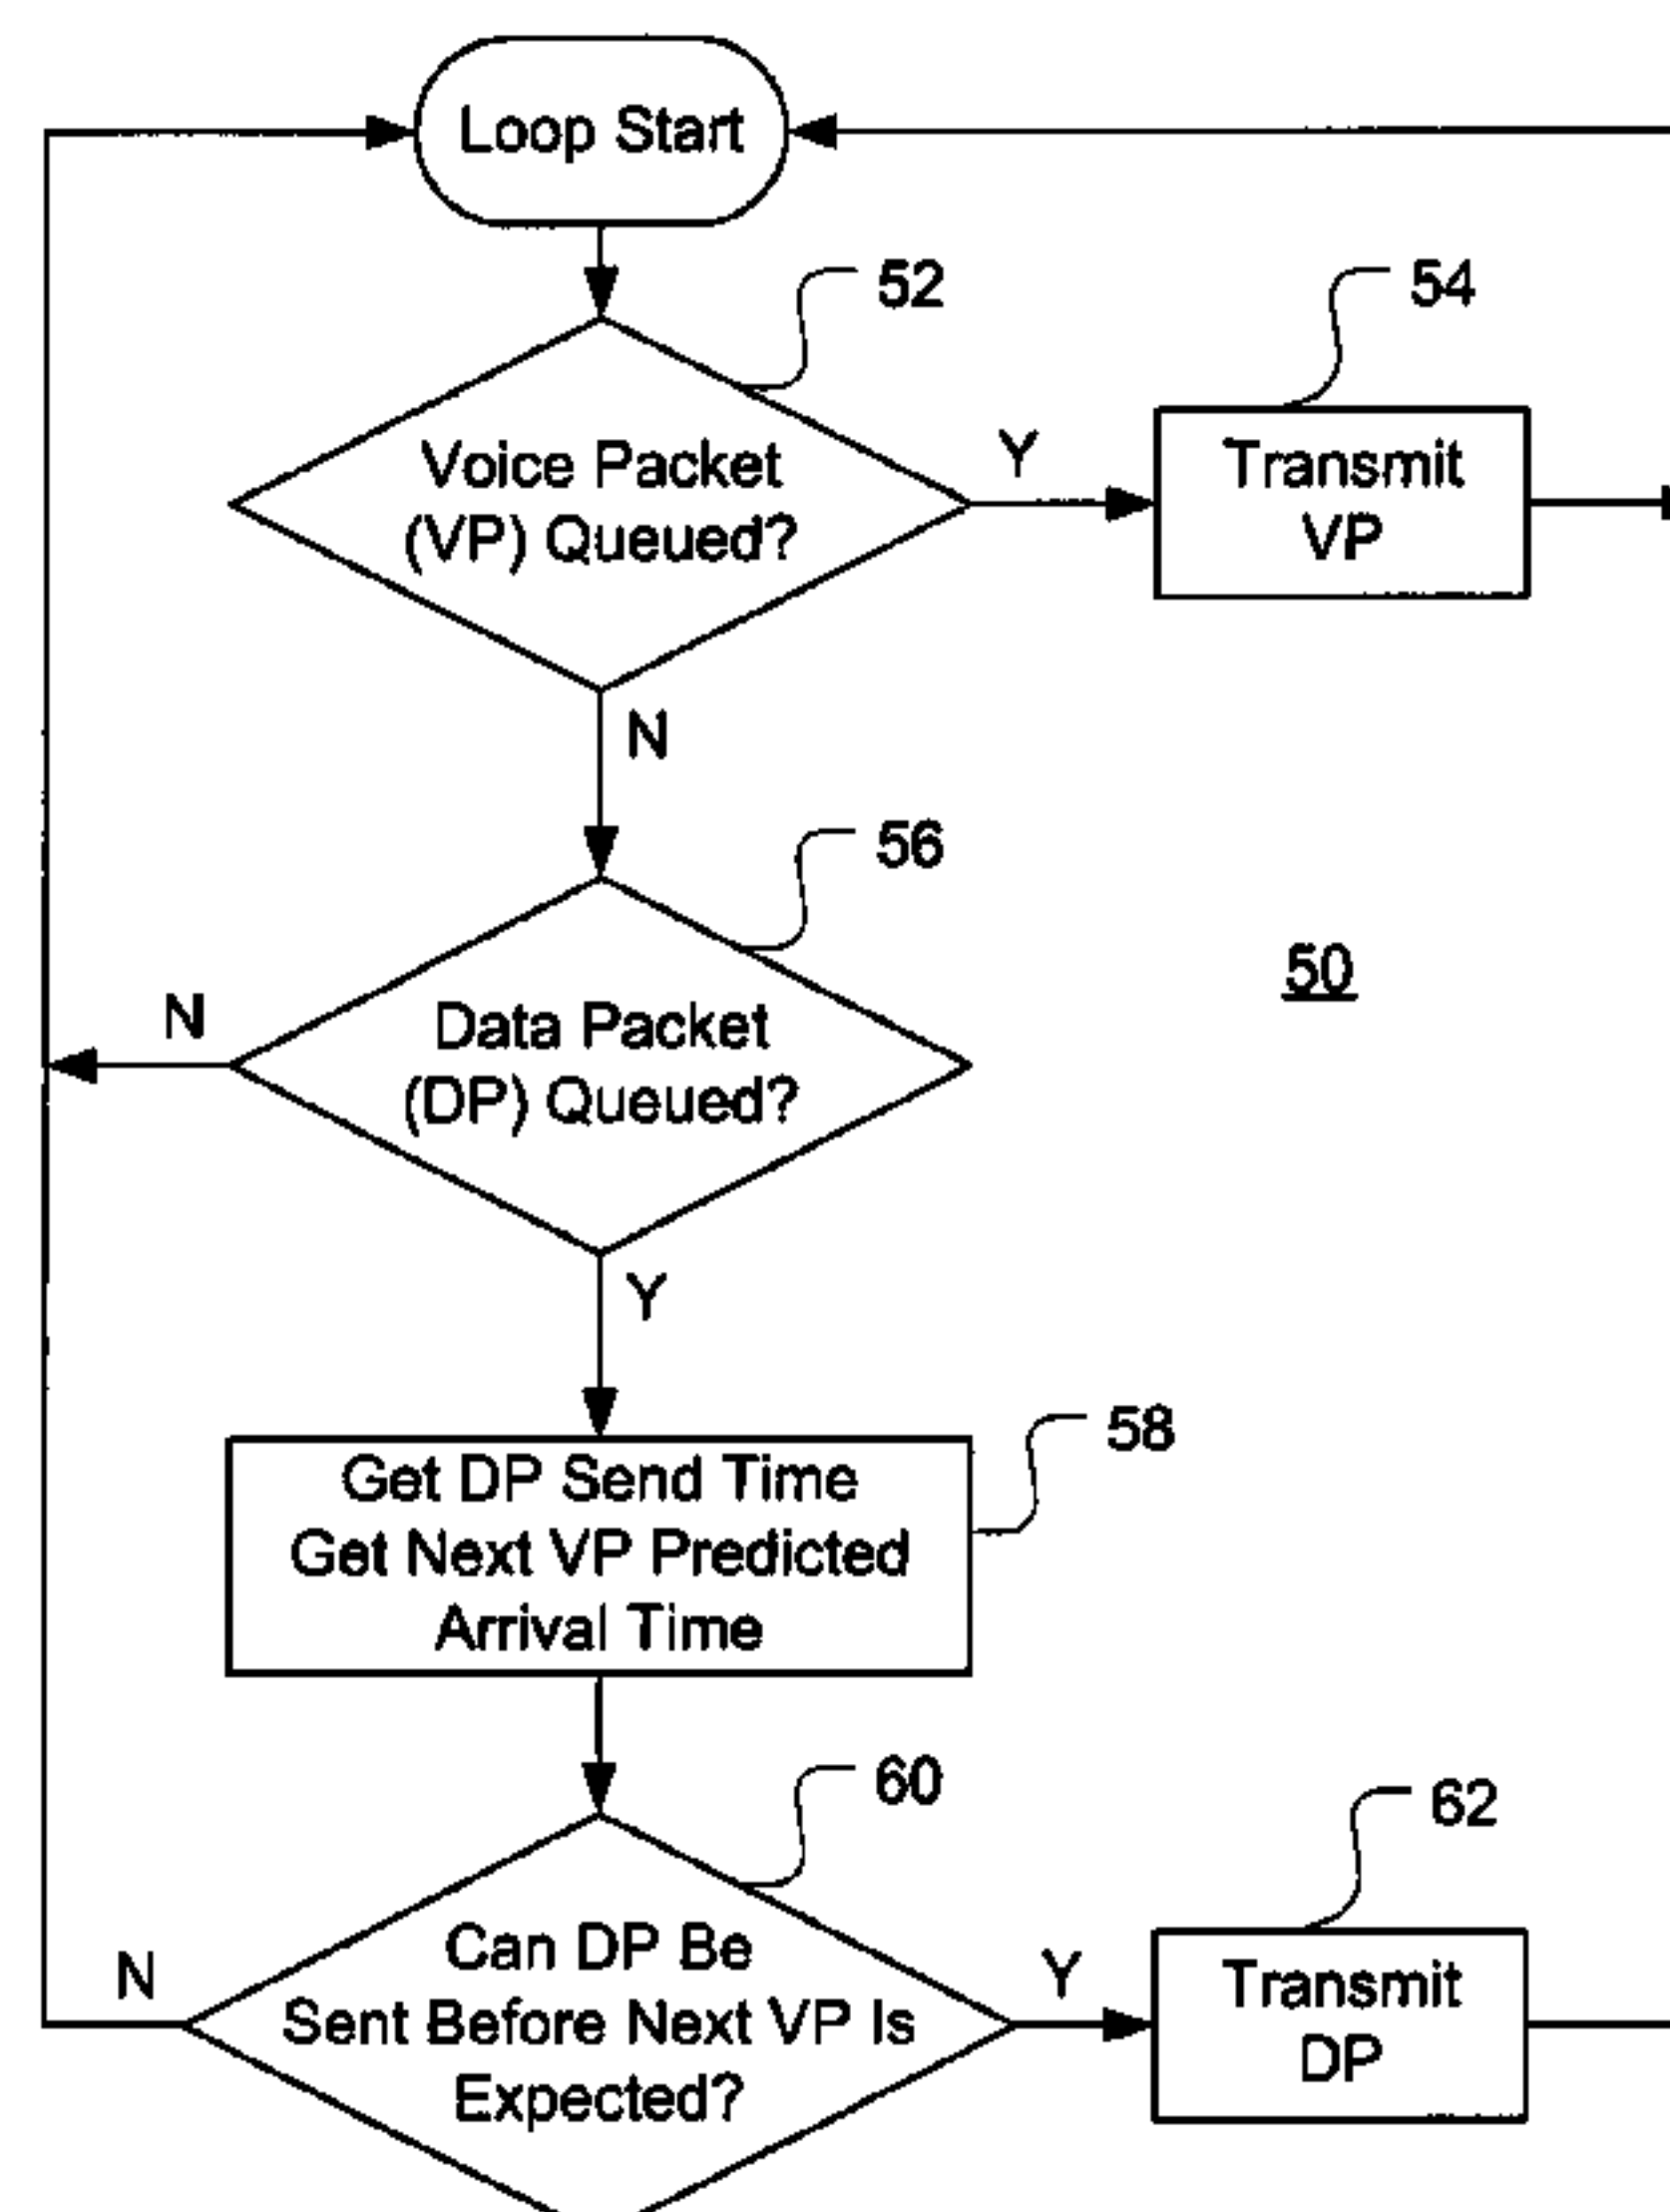 Loop Start
52
54
Voice Packet
(VP) Queued?
Y
Transmit
VP
N
56
50
N
Data Packet
(DP) Queued?
Y
58
Get DP Send Time
Get Next VP Predicted
Arrival Time
60
62
N
Can DP Be
Sent Before Next VP Is
Expected?
Y
Transmit
DP